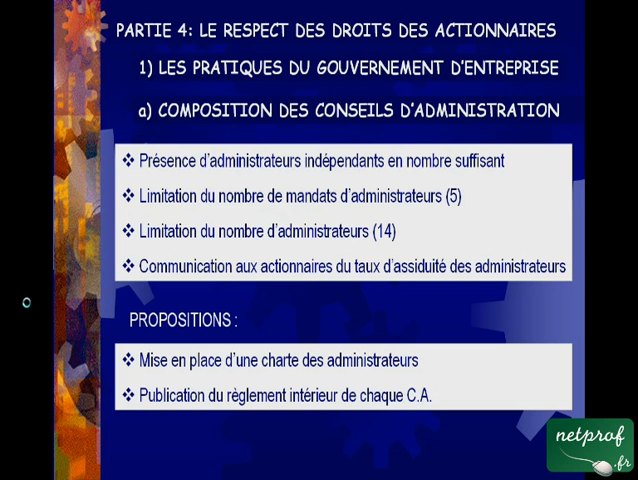 PARTIE 4: LE RESPECT DES DROITS DES ACTIONNAIRES
1) LES PRATIQUES DU GOUVERNEMENT D'ENTREPRISE
a) COMPOSITION DES CONSEILS D'ADMINISTRATION
❖ Présence d'administrateurs indépendants en nombre suffisant
❖ Limitation du nombre de mandats d'administrateurs (5)
❖ Limitation du nombre d'administrateurs (14)
❖ Communication aux actionnaires du taux d'assiduité des administrateurs
PROPOSITIONS :
❖ Mise en place d'une charte des administrateurs
❖ Publication du règlement intérieur de chaque C.A.
netprof
.fr